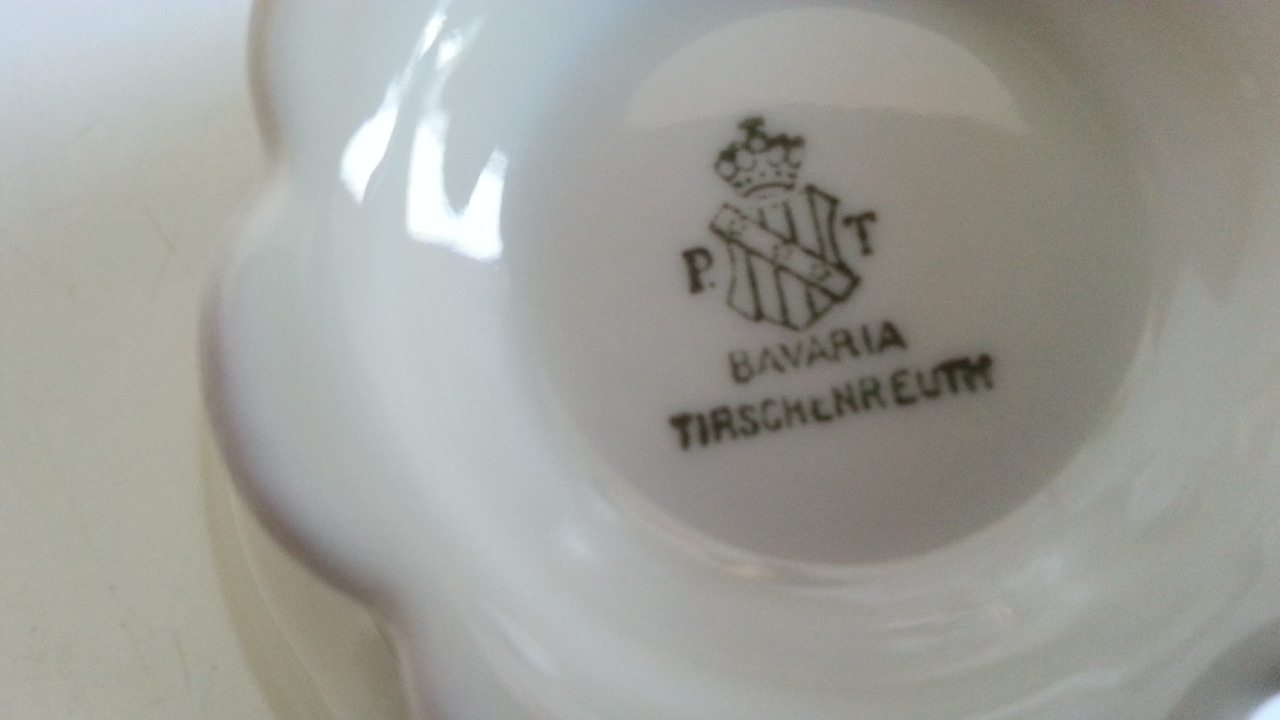 P. T
BAVARIA
TIRSCHENREUTH